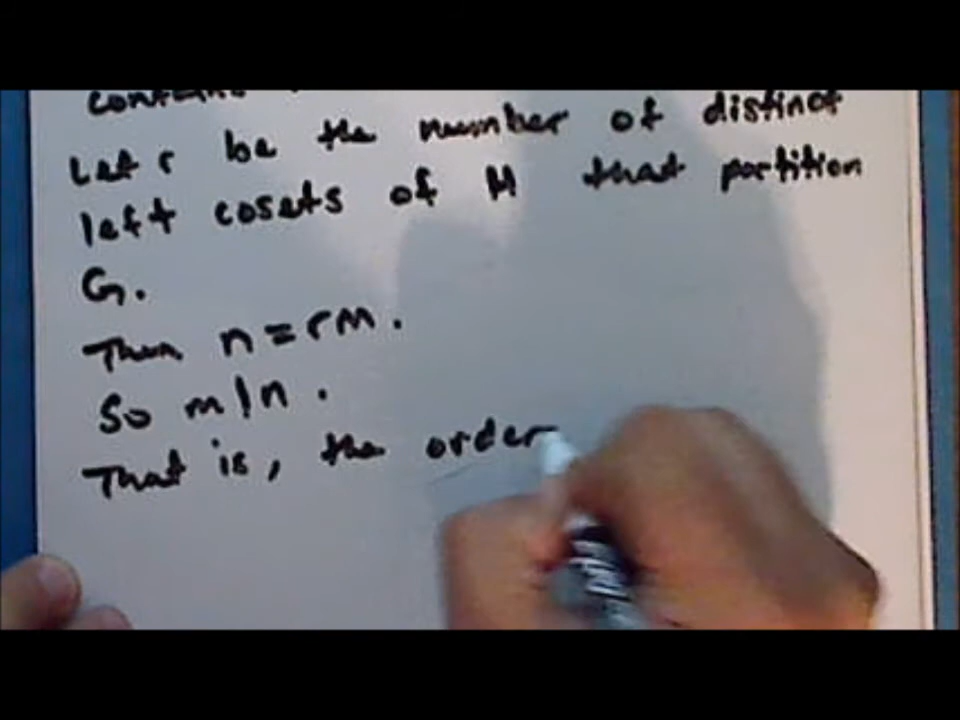 Let r be the number of distinct
left cosets of H that partition
G.
Then n = rm.
So m|n.
That is, the order